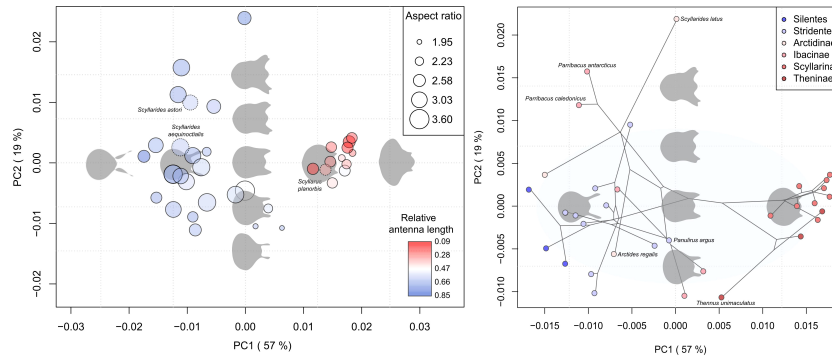 Aspect ratio
1.95
2.23
2.58
3.03
3.60
Scyllarides astori
Scyllarides
aequinoctialis
Scyllarus
planorbis
Relative
antenna length
0.09
0.28
0.47
0.66
0.85
0.02
0.01
0.00
−0.01
−0.02
PC2 ( 19 %)
−0.03
−0.02
−0.01
0.00
0.01
0.02
0.03
PC1 ( 57 %)
Silentes
Stridente
Arctidinae
Ibacinae
Scyllarina
Theninae
Scyllarides latus
Parribacus antarcticus
Parribacus caledonicus
Panulirus argus
Arctides regalis
Thennus unimaculatus
0.020
0.015
0.010
0.005
0.000
−0.005
−0.010
PC2 ( 19 %)
−0.015
−0.010
−0.005
0.000
0.005
0.010
0.015
PC1 ( 57 %)